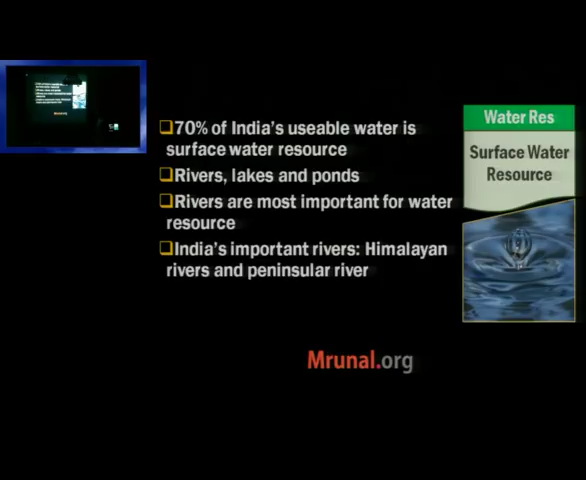 70% of India's useable water is
surface water resource
Rivers, lakes and ponds
Rivers are most important for water
resource
India's important rivers: Himalayan
rivers and peninsular river
Water Res
Surface Water
Resource
Mrunal.org